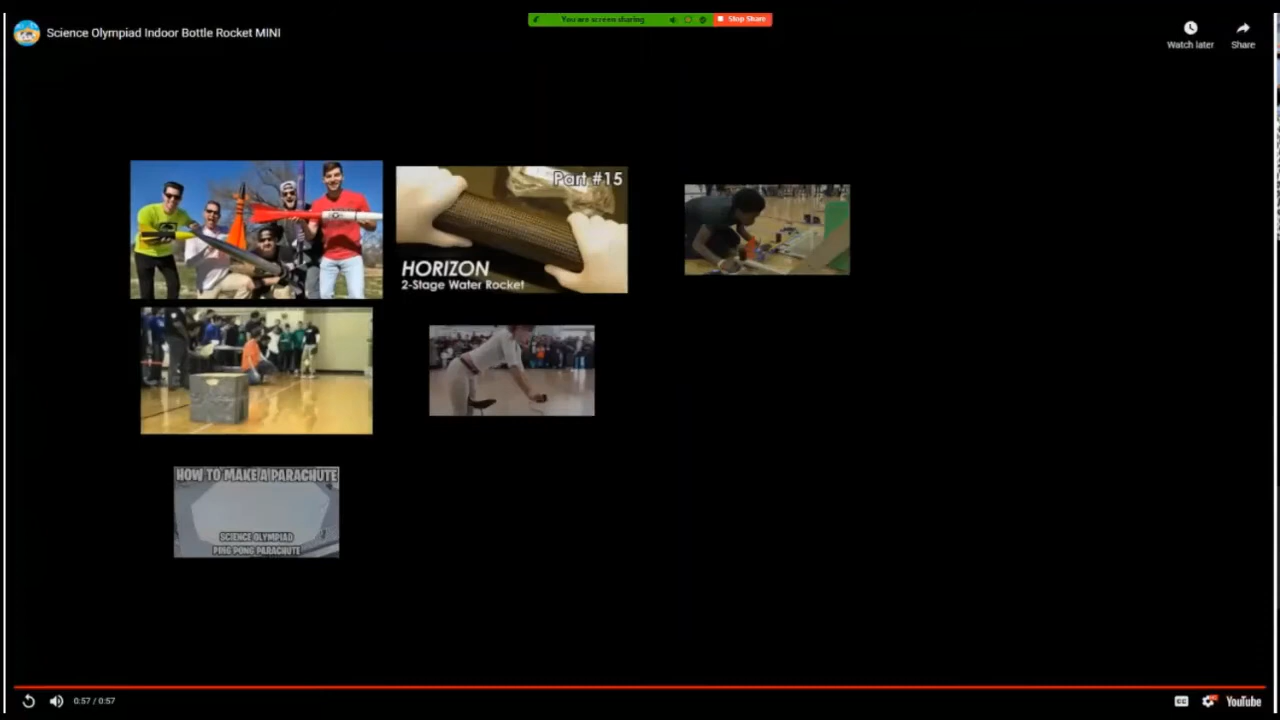 You are screen sharing
Stop Share
Science Olympiad Indoor Bottle Rocket MINI
Watch later
Share
Part #15
HORIZON
2-Stage Water Rocket
HOW TO MAKE A PARACHUTE
SCIENCE OLYMPIAD
PING PONG PARACHUTE
0:57 / 0:57
CC
YouTube